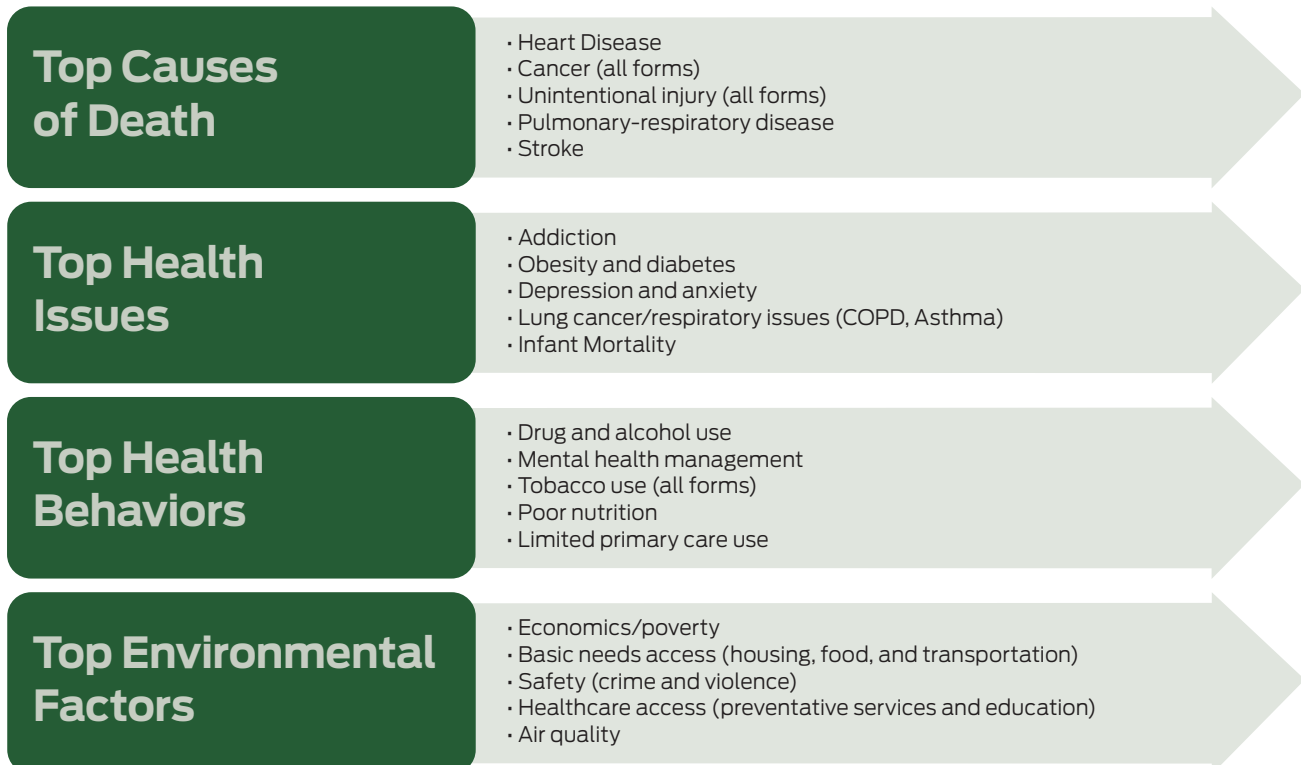 Top Causes
of Death
· Heart Disease
· Cancer (all forms)
· Unintentional injury (all forms)
· Pulmonary-respiratory disease
· Stroke
Top Health
Issues
· Addiction
· Obesity and diabetes
· Depression and anxiety
· Lung cancer/respiratory issues (COPD, Asthma)
· Infant Mortality
Top Health
Behaviors
· Drug and alcohol use
· Mental health management
· Tobacco use (all forms)
· Poor nutrition
· Limited primary care use
Top Environmental
Factors
· Economics/poverty
· Basic needs access (housing, food, and transportation)
· Safety (crime and violence)
· Healthcare access (preventative services and education)
· Air quality